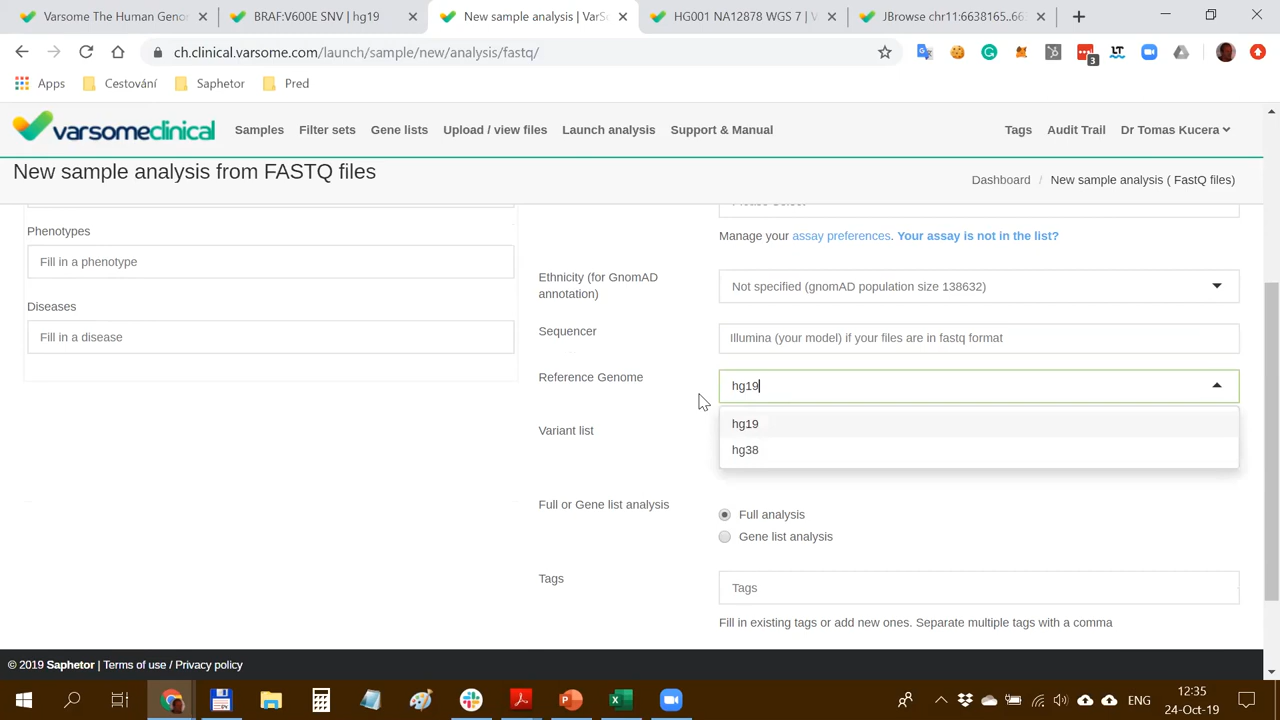 Varsome The Human Genor
BRAF:V600E SNV | hg19
New sample analysis | VarSo
HG001 NA12878 WGS 7 | V
JBrowse chr11:6638165..663
ch.clinical.varsome.com/launch/sample/new/analysis/fastq/
3
Apps
Cestování
Saphetor
Pred
varsomeclinical
Samples
Filter sets
Gene lists
Upload / view files
Launch analysis
Support & Manual
Tags
Audit Trail
Dr Tomas Kucera
New sample analysis from FASTQ files
Dashboard / New sample analysis ( FastQ files)
Phenotypes
Fill in a phenotype
Diseases
Fill in a disease
Manage your assay preferences. Your assay is not in the list?
Ethnicity (for GnomAD
annotation)
Not specified (gnomAD population size 138632)
Sequencer
Illumina (your model) if your files are in fastq format
Reference Genome
hg19
hg19
hg38
Variant list
Full or Gene list analysis
Full analysis
Gene list analysis
Tags
Tags
Fill in existing tags or add new ones. Separate multiple tags with a comma
© 2019 Saphetor | Terms of use / Privacy policy
ENG
12:35
24-Oct-19